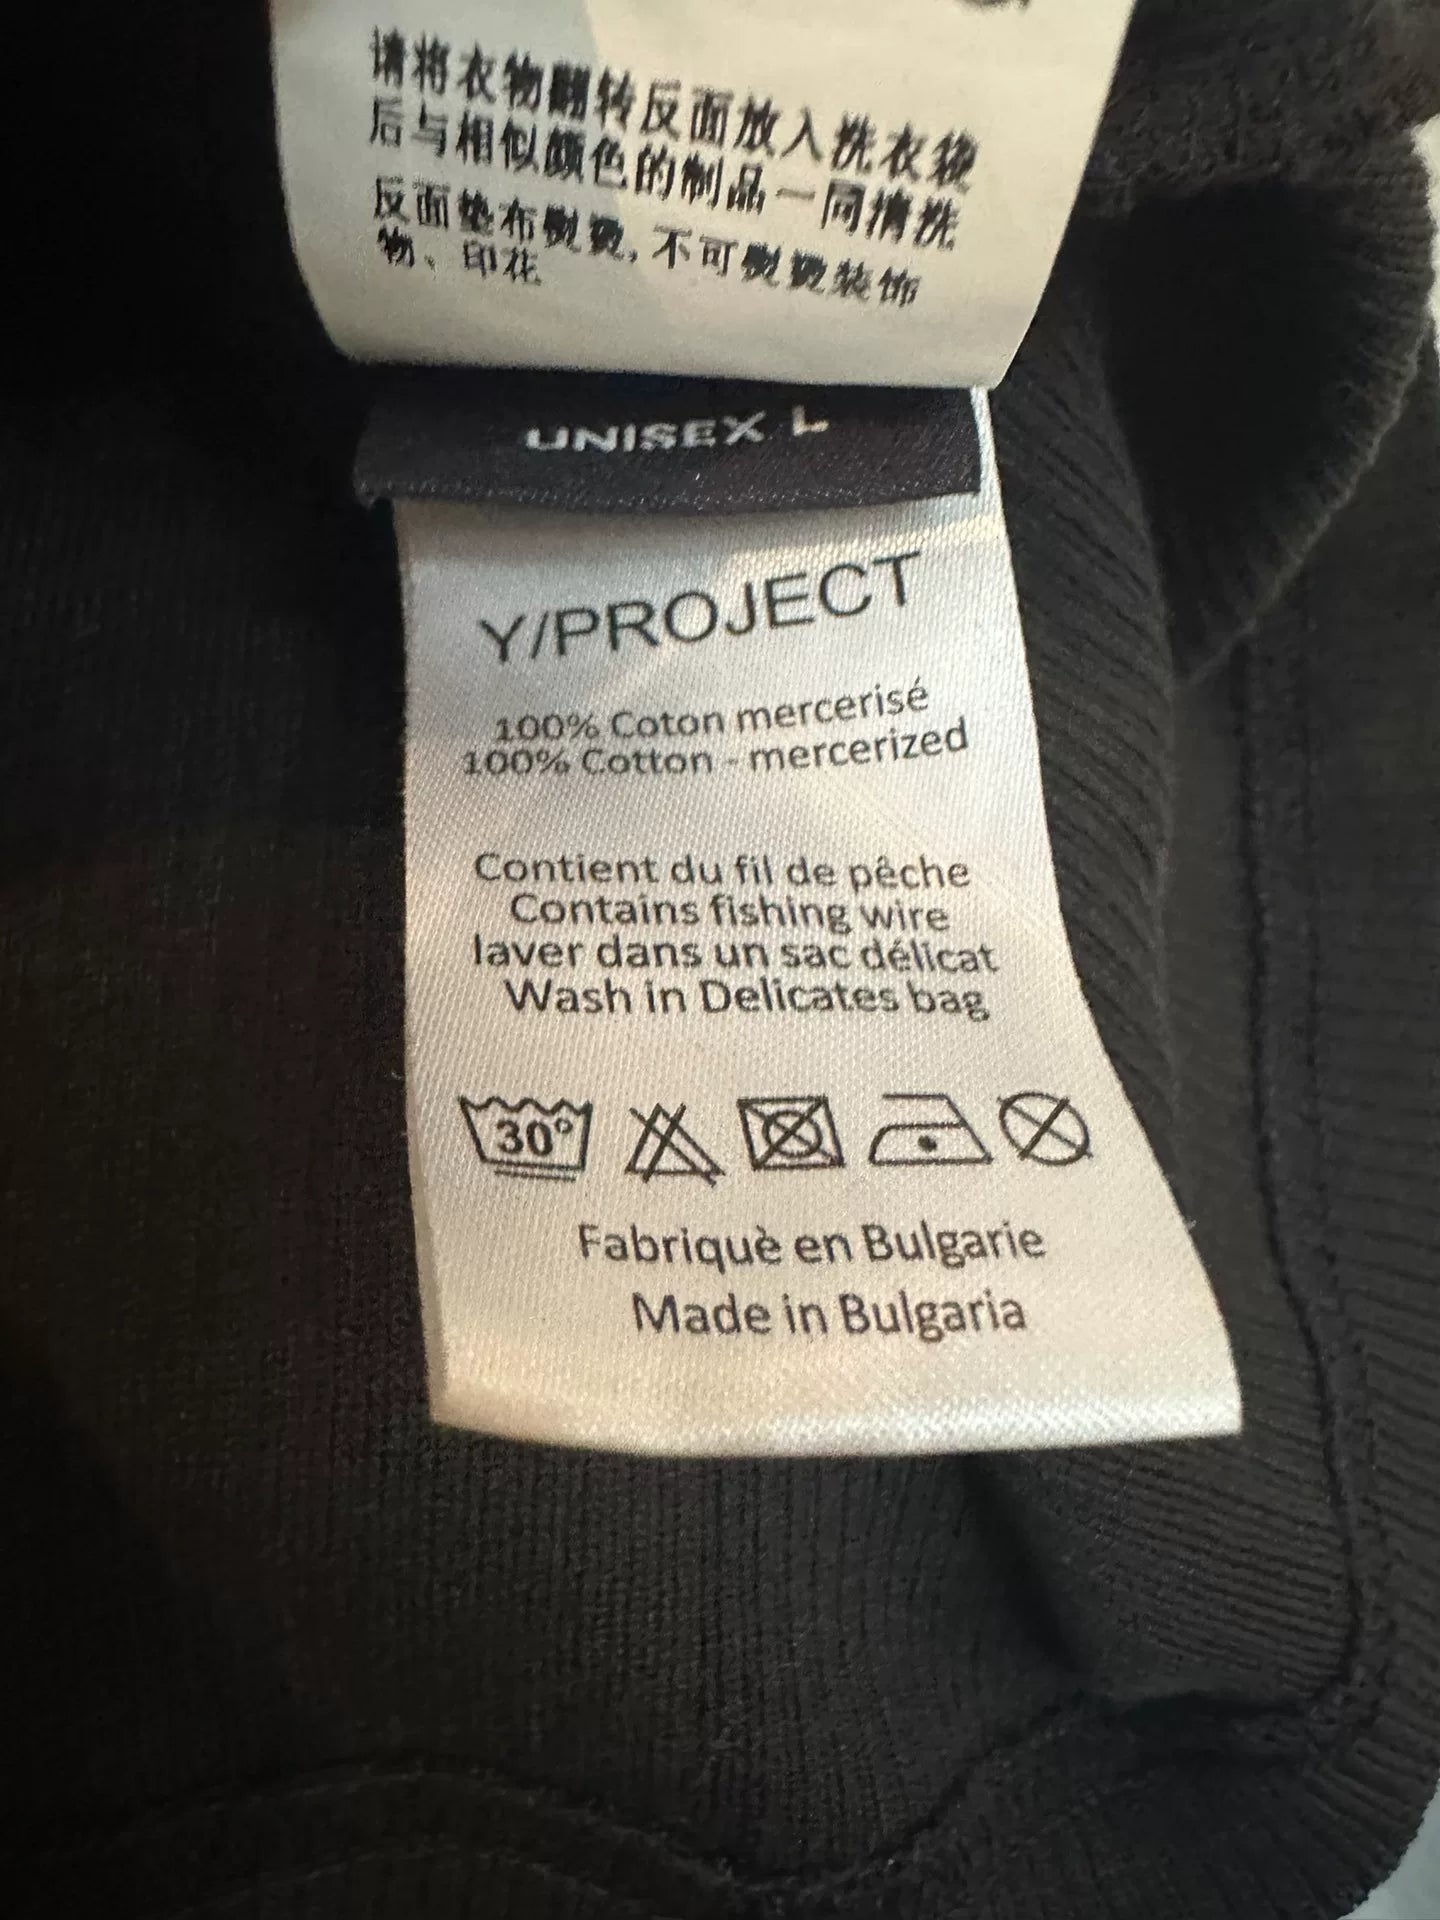 请将衣物翻转反面放入洗衣袋
后与相似颜色的制品一同清洗
反面垫布熨烫,不可熨烫装饰
物、印花
UNISEX L
Y/PROJECT
100% Coton mercerisé
100% Cotton - mercerized
Contient du fil de pêche
Contains fishing wire
laver dans un sac délicat
Wash in Delicates bag
30°
Fabriquè en Bulgarie
Made in Bulgaria